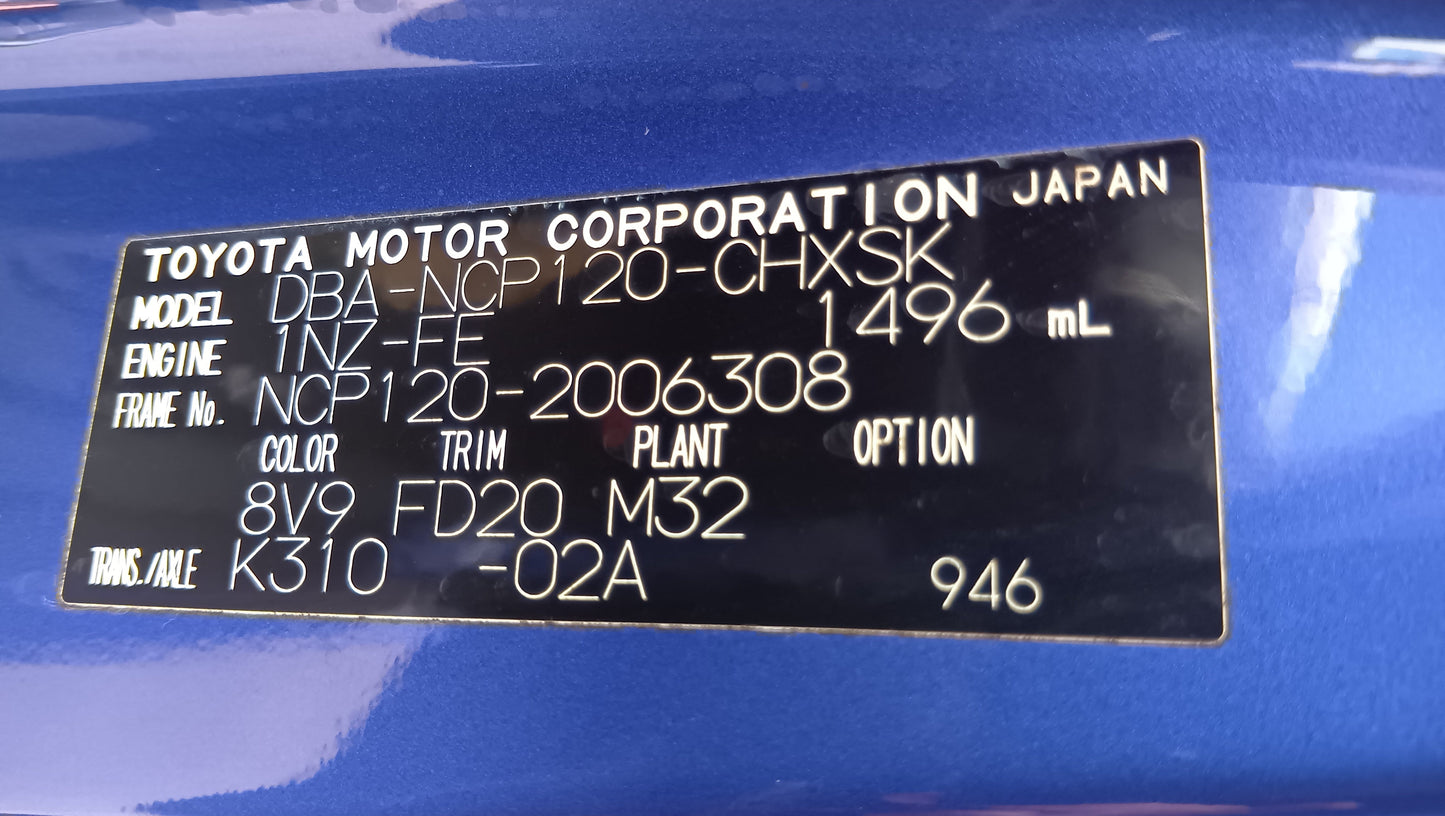 TOYOTA MOTOR CORPORATION JAPAN
MODEL DBA-NCP120-CHXSK
ENGINE 1NZ-FE 1496 mL
FRAME No. NCP120-2006308
COLOR TRIM PLANT OPTION
8V9 FD20 M32
TRANS./AXLE K310 -02A 946